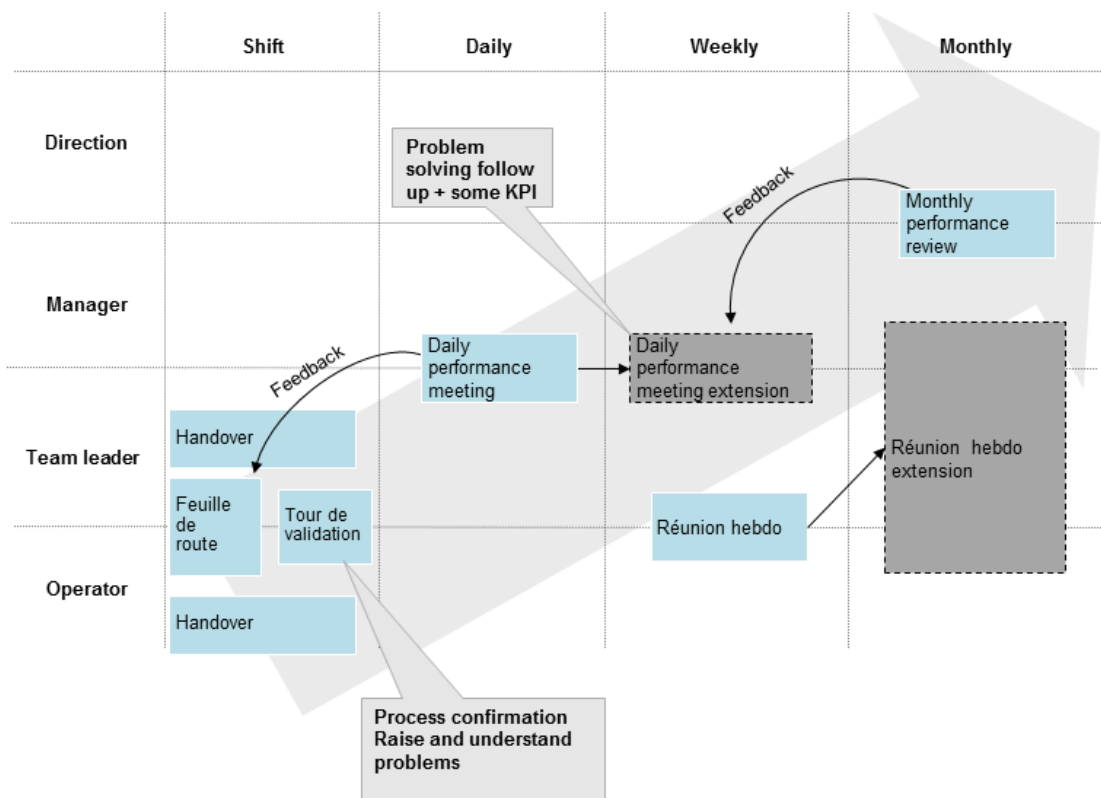 Shift
Daily
Weekly
Monthly
Direction
Problem
solving follow
up + some KPI
Feedback
Monthly
performance
review
Manager
Feedback
Daily
performance
meeting
Daily
performance
meeting extension
Team leader
Handover
Réunion hebdo
extension
Feuille
de
route
Tour de
validation
Réunion hebdo
Operator
Handover
Process confirmation
Raise and understand
problems